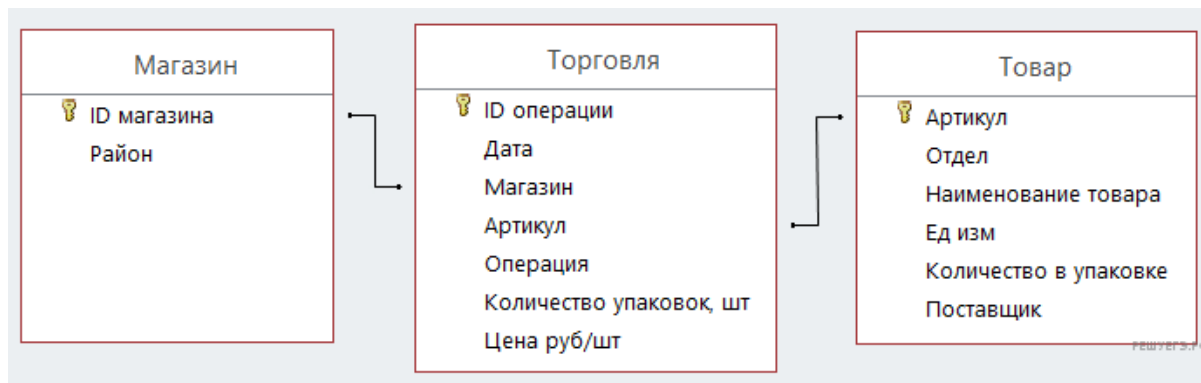 Магазин
ID магазина
Район
Торговля
ID операции
Дата
Магазин
Артикул
Операция
Количество упаковок, шт
Цена руб/шт
Товар
Артикул
Отдел
Наименование товара
Ед изм
Количество в упаковке
Поставщик